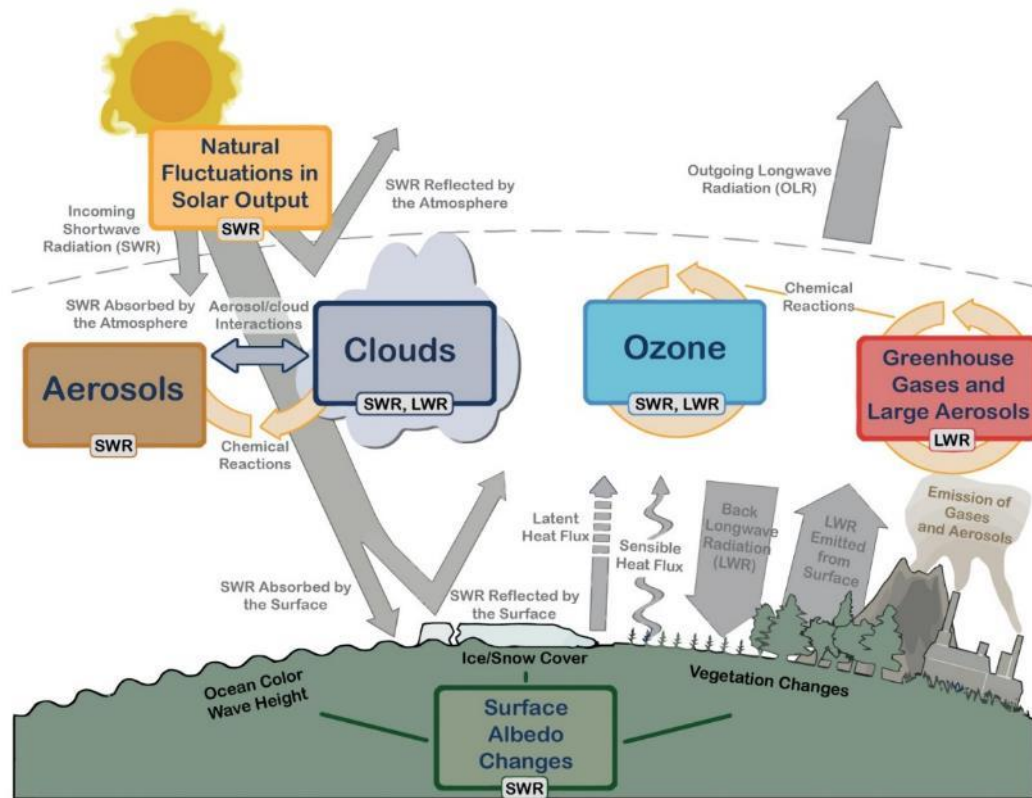 Natural
Fluctuations in
Solar Output
SWR
Incoming
Shortwave
Radiation (SWR)
SWR Reflected by
the Atmosphere
Outgoing Longwave
Radiation (OLR)
SWR Absorbed by
the Atmosphere
Aerosol/cloud
Interactions
Chemical
Reactions
Aerosols
SWR
Clouds
SWR, LWR
Ozone
SWR, LWR
Greenhouse
Gases and
Large Aerosols
LWR
Chemical
Reactions
Latent
Heat Flux
Sensible
Heat Flux
Back
Longwave
Radiation
(LWR)
LWR
Emitted
from
Surface
Emission of
Gases
and Aerosols
SWR Absorbed by
the Surface
SWR Reflected by
the Surface
Ocean Color
Wave Height
Ice/Snow Cover
Vegetation Changes
Surface
Albedo
Changes
SWR